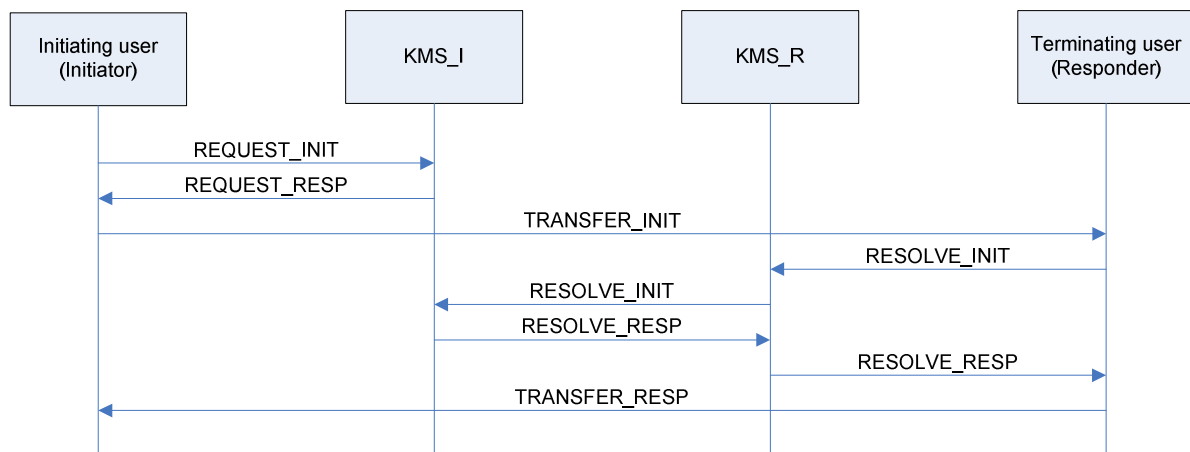 Initiating user
(Initiator)
KMS_I
KMS_R
Terminating user
(Responder)
REQUEST_INIT
REQUEST_RESP
TRANSFER_INIT
RESOLVE_INIT
RESOLVE_INIT
RESOLVE_RESP
RESOLVE_RESP
TRANSFER_RESP